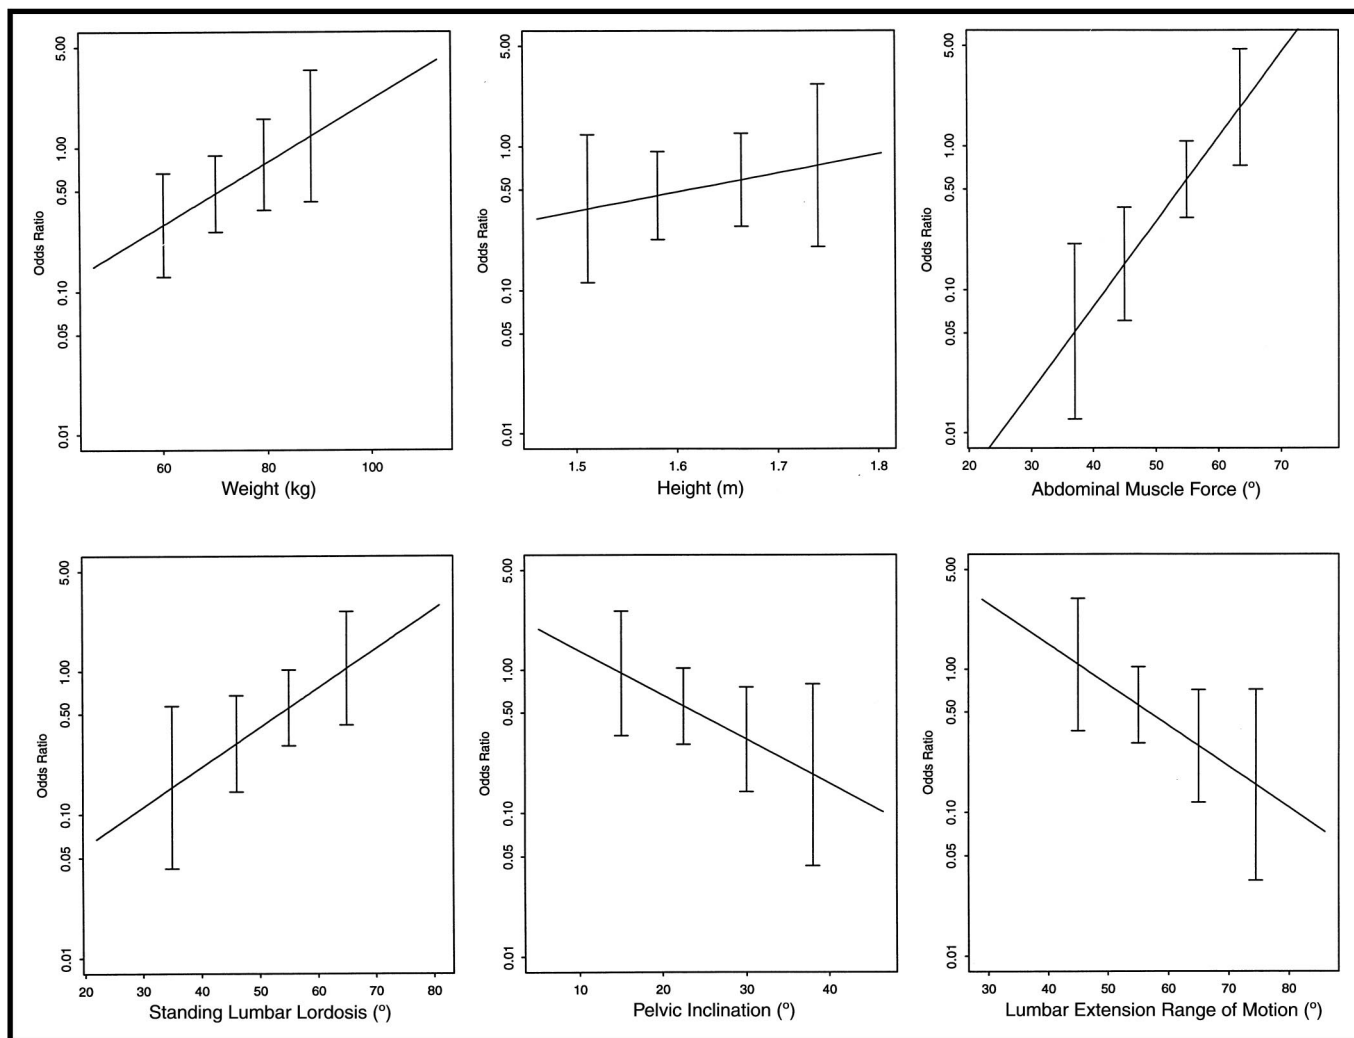 5.00
1.00
0.50
0.10
0.05
0.01
Odds Ratio
60 80 100
Weight (kg)
5.00
1.00
0.50
0.10
0.05
0.01
Odds Ratio
1.5 1.6 1.7 1.8
Height (m)
5.00
1.00
0.50
0.10
0.05
0.01
Odds Ratio
20 30 40 50 60 70
Abdominal Muscle Force (º)
5.00
1.00
0.50
0.10
0.05
0.01
Odds Ratio
20 30 40 50 60 70 80
Standing Lumbar Lordosis (º)
5.00
1.00
0.50
0.10
0.05
0.01
Odds Ratio
10 20 30 40
Pelvic Inclination (º)
5.00
1.00
0.50
0.10
0.05
0.01
Odds Ratio
30 40 50 60 70 80
Lumbar Extension Range of Motion (º)